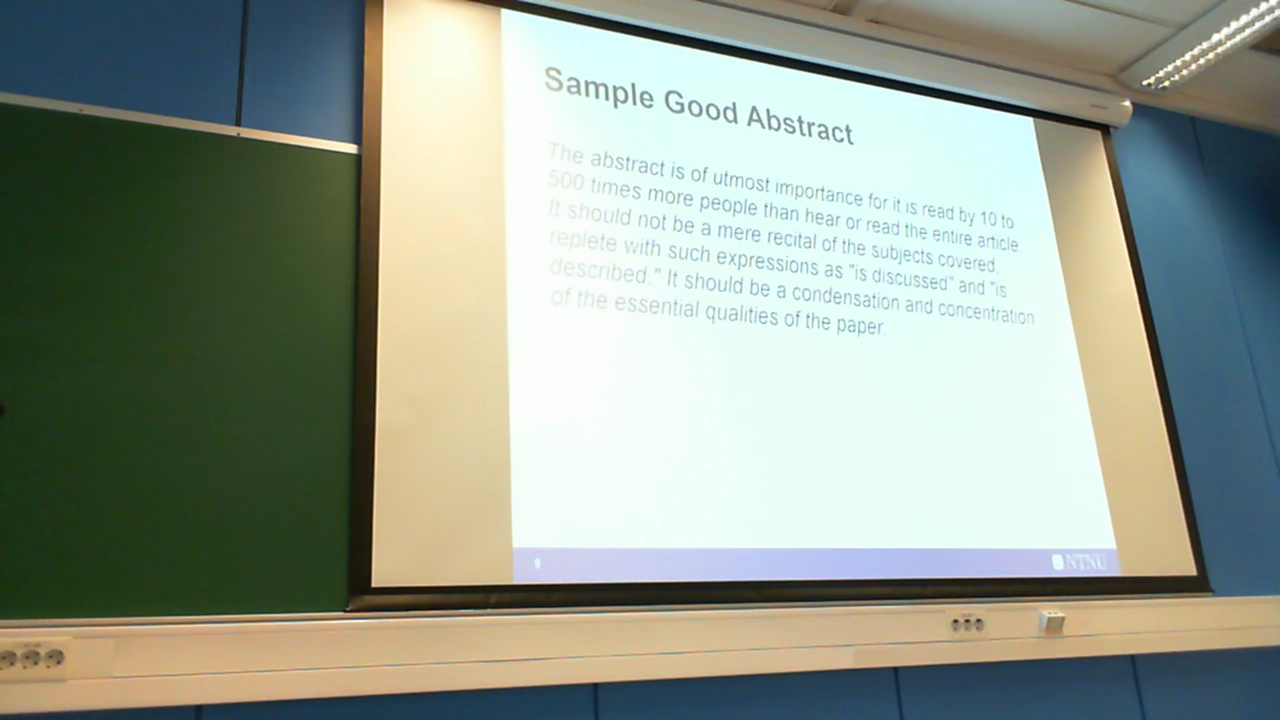 Sample Good Abstract
The abstract is of utmost importance for it is read by 10 to
500 times more people than hear or read the entire article.
It should not be a mere recital of the subjects covered,
replete with such expressions as "is discussed" and "is
described." It should be a condensation and concentration
of the essential qualities of the paper.
9
NTNU